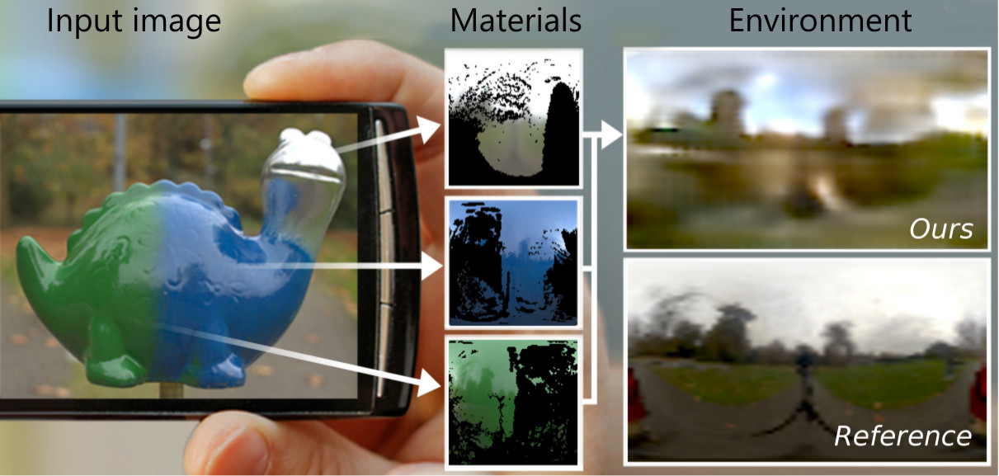 Input image
Materials
Environment
Ours
Reference